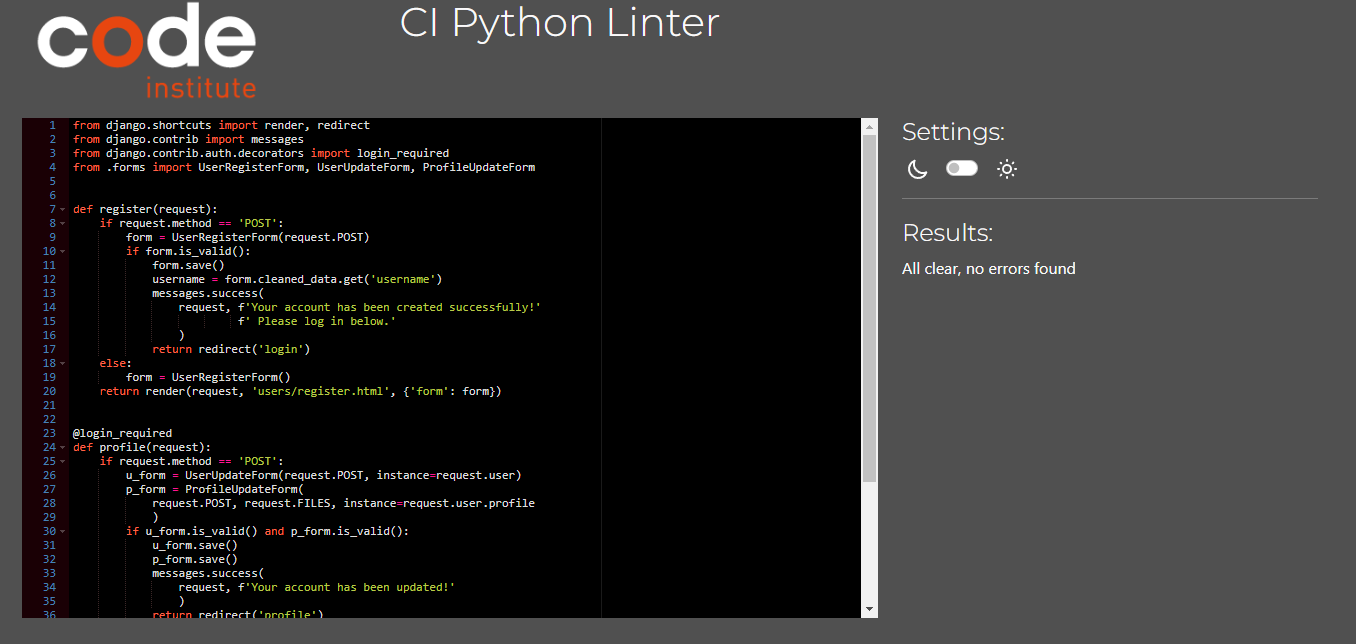 code
institute
CI Python Linter
1 from django.shortcuts import render, redirect
2 from django.contrib import messages
3 from django.contrib.auth.decorators import login_required
4 from .forms import UserRegisterForm, UserUpdateForm, ProfileUpdateForm
5
6
7 def register(request):
8     if request.method == 'POST':
9         form = UserRegisterForm(request.POST)
10         if form.is_valid():
11             form.save()
12             username = form.cleaned_data.get('username')
13             messages.success(
14                 request, f'Your account has been created successfully!'
15                          f' Please log in below.'
16                 )
17             return redirect('login')
18     else:
19         form = UserRegisterForm()
20     return render(request, 'users/register.html', {'form': form})
21
22
23 @login_required
24 def profile(request):
25     if request.method == 'POST':
26         u_form = UserUpdateForm(request.POST, instance=request.user)
27         p_form = ProfileUpdateForm(
28             request.POST, request.FILES, instance=request.user.profile
29             )
30         if u_form.is_valid() and p_form.is_valid():
31             u_form.save()
32             p_form.save()
33             messages.success(
34                 request, f'Your account has been updated!'
35                 )
36             return redirect('profile')
Settings:
Results:
All clear, no errors found